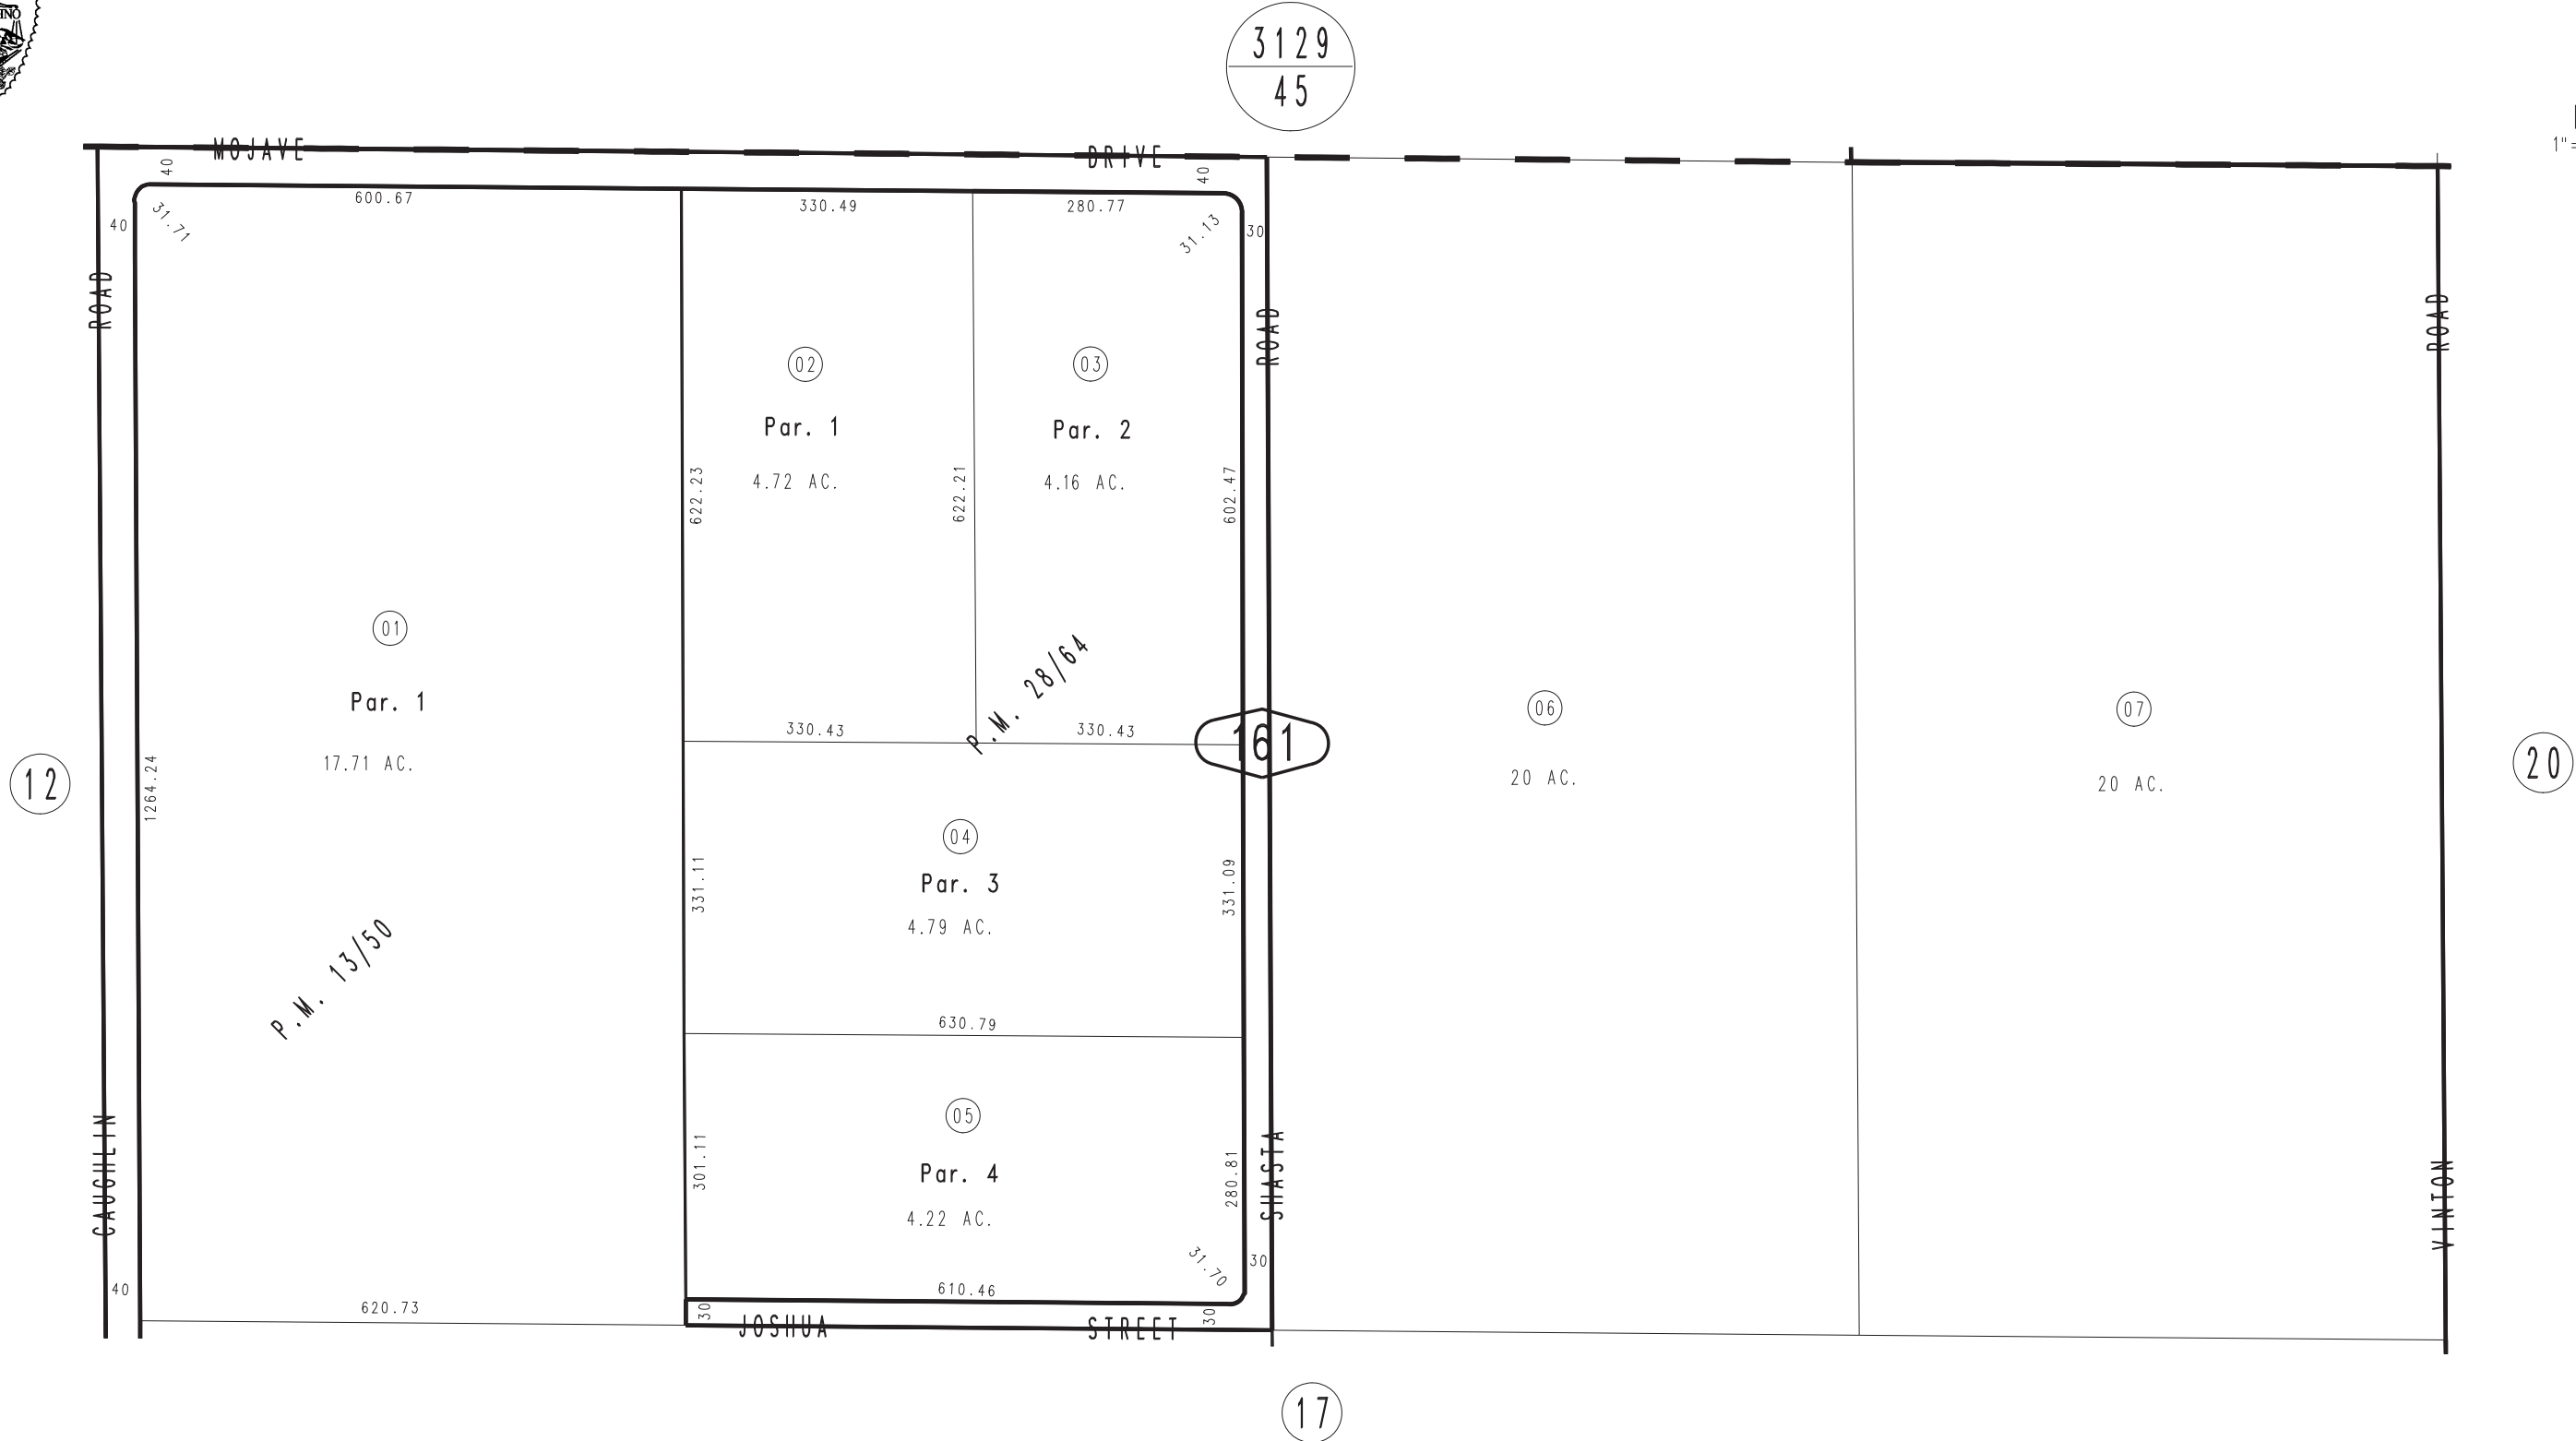 3129
45
1"
MOJAVE DRIVE
40
40
600.67
330.49
280.77
31.71
31.13
40
30
ROAD
ROAD
ROAD
02
03
Par. 1
Par. 2
4.72 AC.
4.16 AC.
622.23
622.21
602.47
01
Par. 1
17.71 AC.
P.M. 28/64
06
07
20 AC.
20 AC.
330.43
330.43
161
12
20
1264.24
04
Par. 3
4.79 AC.
331.11
331.09
P.M. 13/50
630.79
05
Par. 4
4.22 AC.
301.11
280.81
CAUGHLIN
SHASTA
VINTON
31.70
30
40
610.46
620.73
30
30
JOSHUA STREET
17